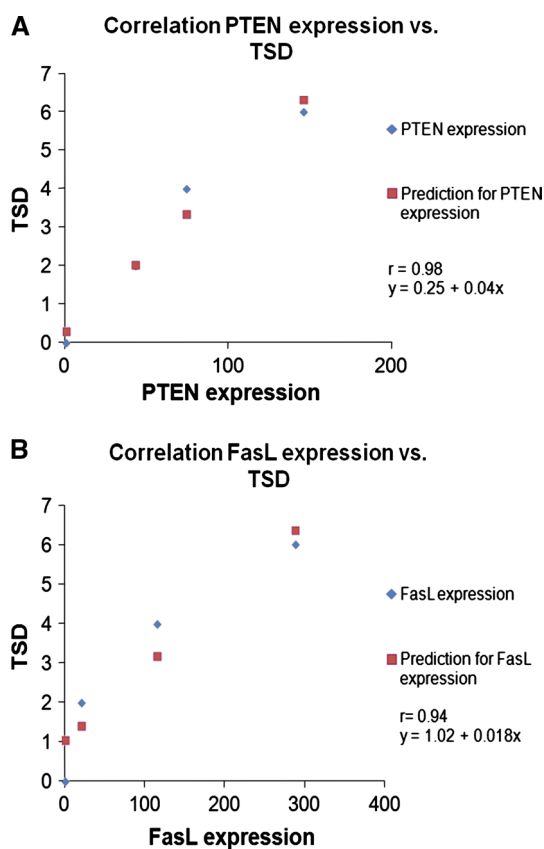 A
Correlation PTEN expression vs.
TSD
7
6
5
4
3
2
1
0
TSD
0
100
200
PTEN expression
PTEN expression
Prediction for PTEN
expression
r = 0.98
y = 0.25 + 0.04x
B
Correlation FasL expression vs.
TSD
7
6
5
4
3
2
1
0
TSD
0
100
200
300
400
FasL expression
FasL expression
Prediction for FasL
expression
r= 0.94
y = 1.02 + 0.018x